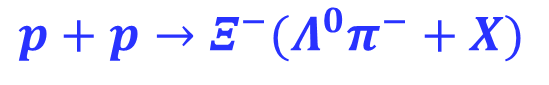 p + p → Ξ⁻(Λ⁰π⁻ + X)